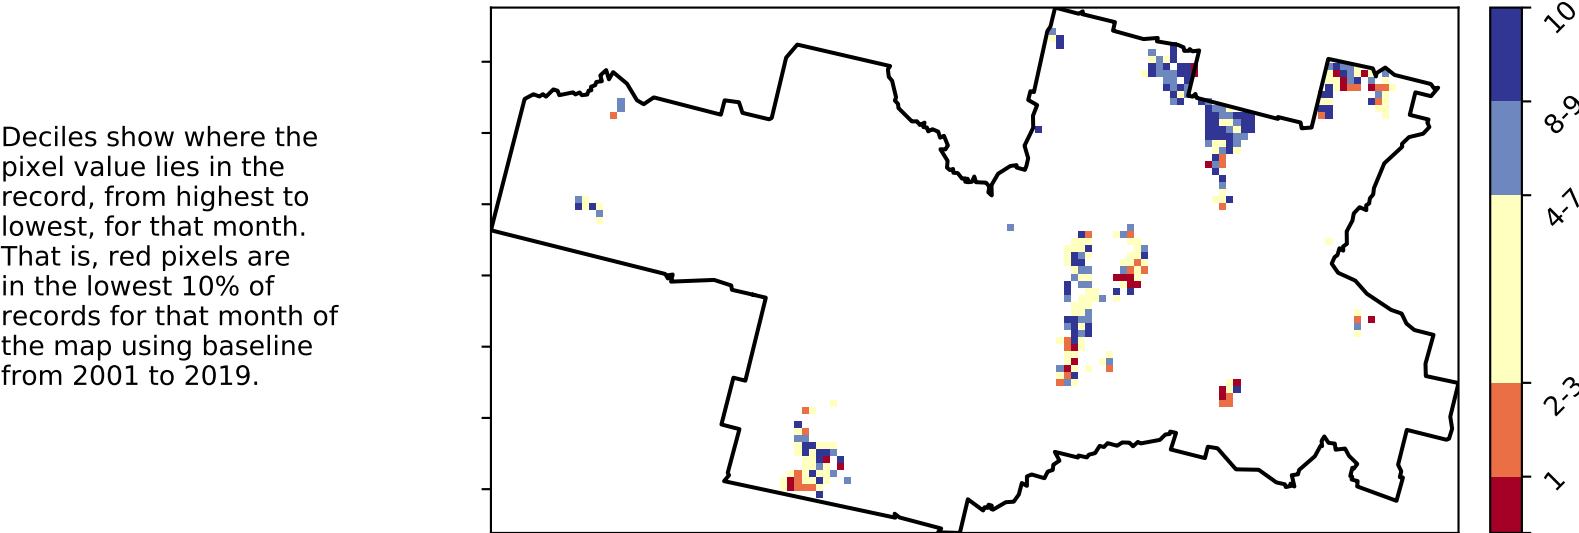 Deciles show where the
pixel value lies in the
record, from highest to
lowest, for that month.
That is, red pixels are
in the lowest 10% of
records for that month of
the map using baseline
from 2001 to 2019.
10
8-9
4-7
2-3
1